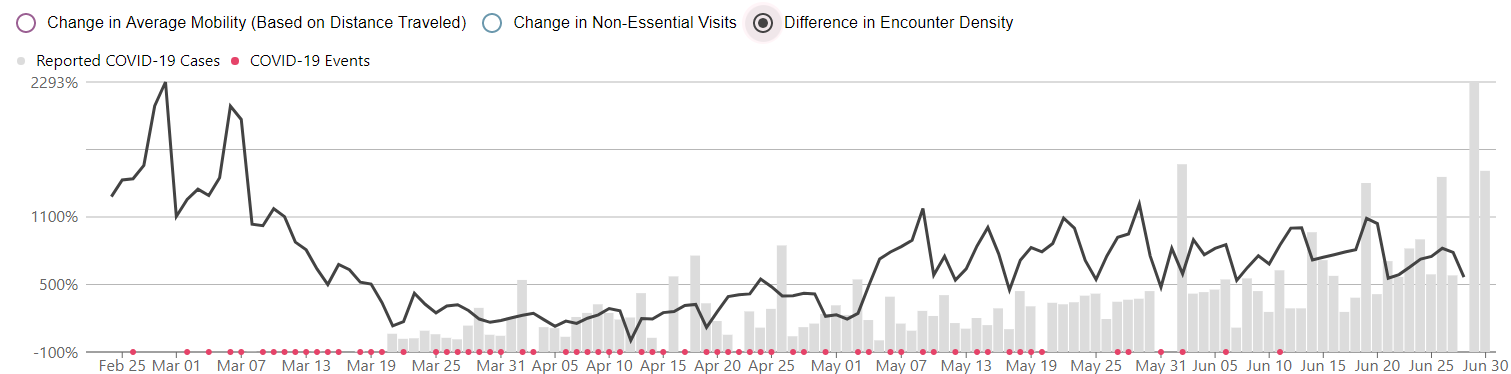 Change in Average Mobility (Based on Distance Traveled) Change in Non-Essential Visits Difference in Encounter Density
Reported COVID-19 Cases COVID-19 Events
2293%
1100%
500%
-100%
Feb 25 Mar 01 Mar 07 Mar 13 Mar 19 Mar 25 Mar 31 Apr 05 Apr 10 Apr 15 Apr 20 Apr 25 May 01 May 07 May 13 May 19 May 25 May 31 Jun 05 Jun 10 Jun 15 Jun 20 Jun 25 Jun 30